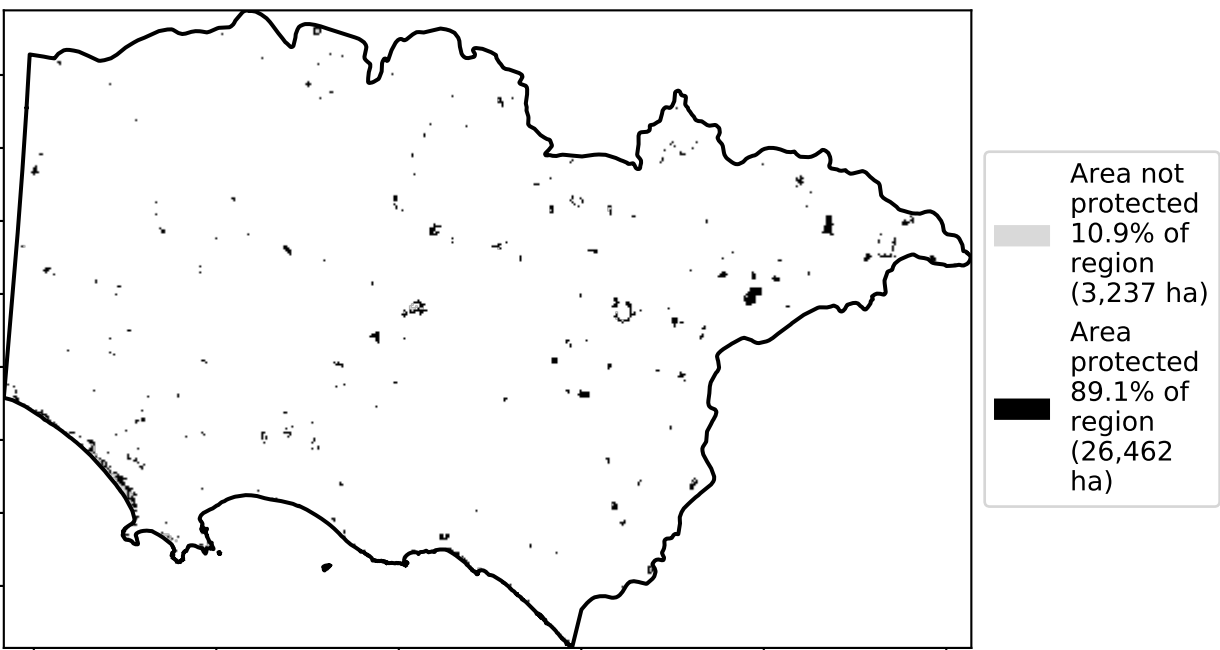 Area not
protected
10.9% of
region
(3,237 ha)
Area
protected
89.1% of
region
(26,462
ha)